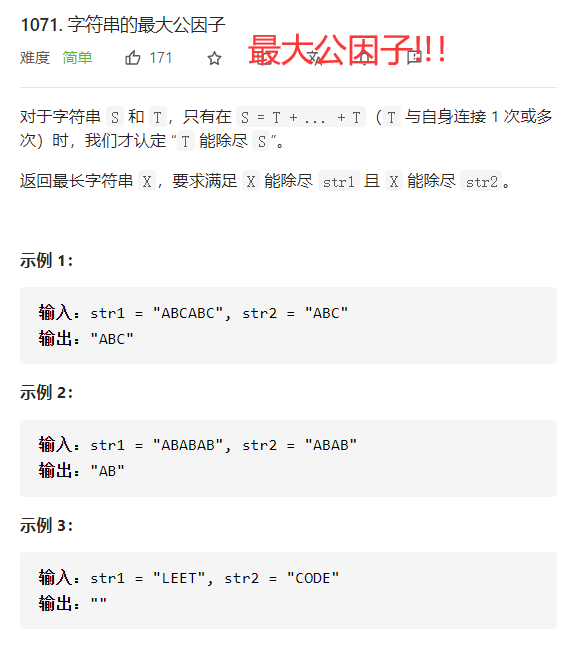 1071. 字符串的最大公因子
最大公因子!!!
难度 简单 171
对于字符串 S 和 T，只有在 S = T + ... + T（T 与自身连接 1 次或多
次）时，我们才认定 “T 能除尽 S”。
返回最长字符串 X，要求满足 X 能除尽 str1 且 X 能除尽 str2。
示例 1：
输入：str1 = "ABCABC", str2 = "ABC"
输出："ABC"
示例 2：
输入：str1 = "ABABAB", str2 = "ABAB"
输出："AB"
示例 3：
输入：str1 = "LEET", str2 = "CODE"
输出：""